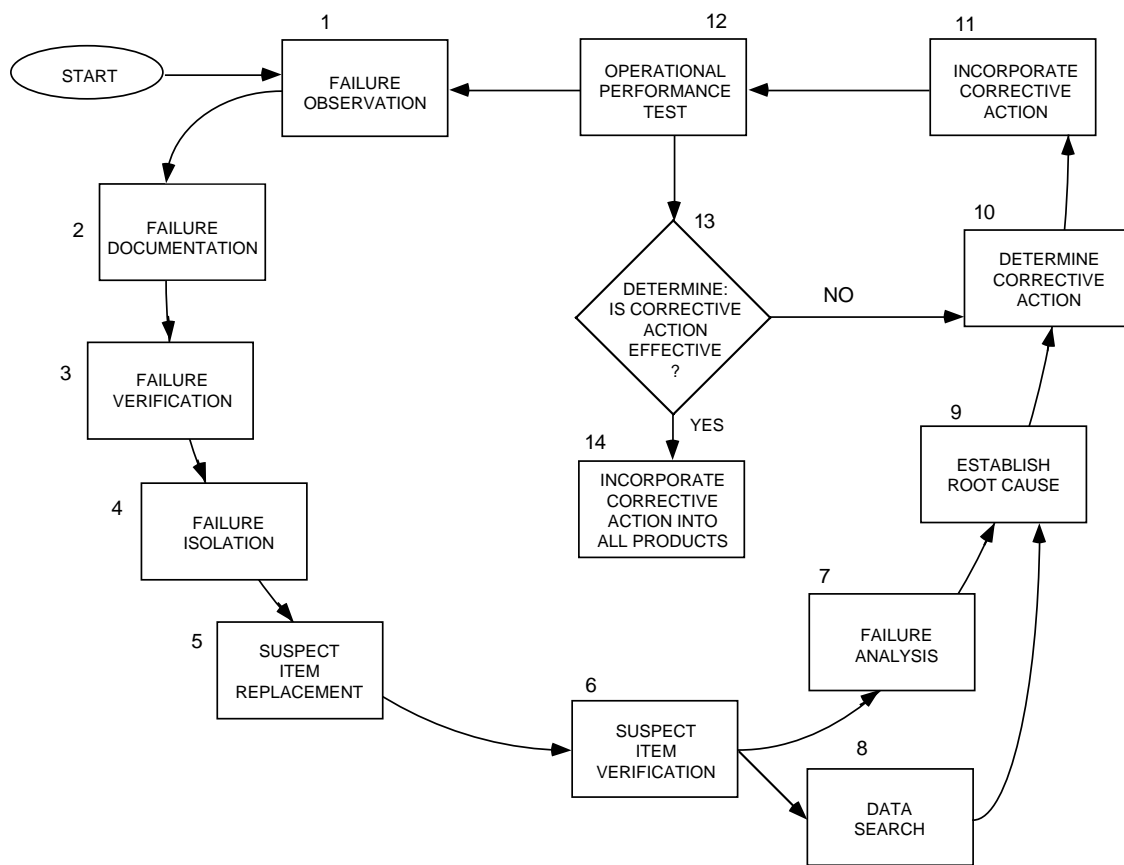 1
START
FAILURE
OBSERVATION
12
OPERATIONAL
PERFORMANCE
TEST
11
INCORPORATE
CORRECTIVE
ACTION
2
FAILURE
DOCUMENTATION
13
DETERMINE:
IS CORRECTIVE
ACTION
EFFECTIVE
?
NO
10
DETERMINE
CORRECTIVE
ACTION
3
FAILURE
VERIFICATION
YES
14
INCORPORATE
CORRECTIVE
ACTION INTO
ALL PRODUCTS
9
ESTABLISH
ROOT CAUSE
4
FAILURE
ISOLATION
5
SUSPECT
ITEM
REPLACEMENT
6
SUSPECT
ITEM
VERIFICATION
7
FAILURE
ANALYSIS
8
DATA
SEARCH